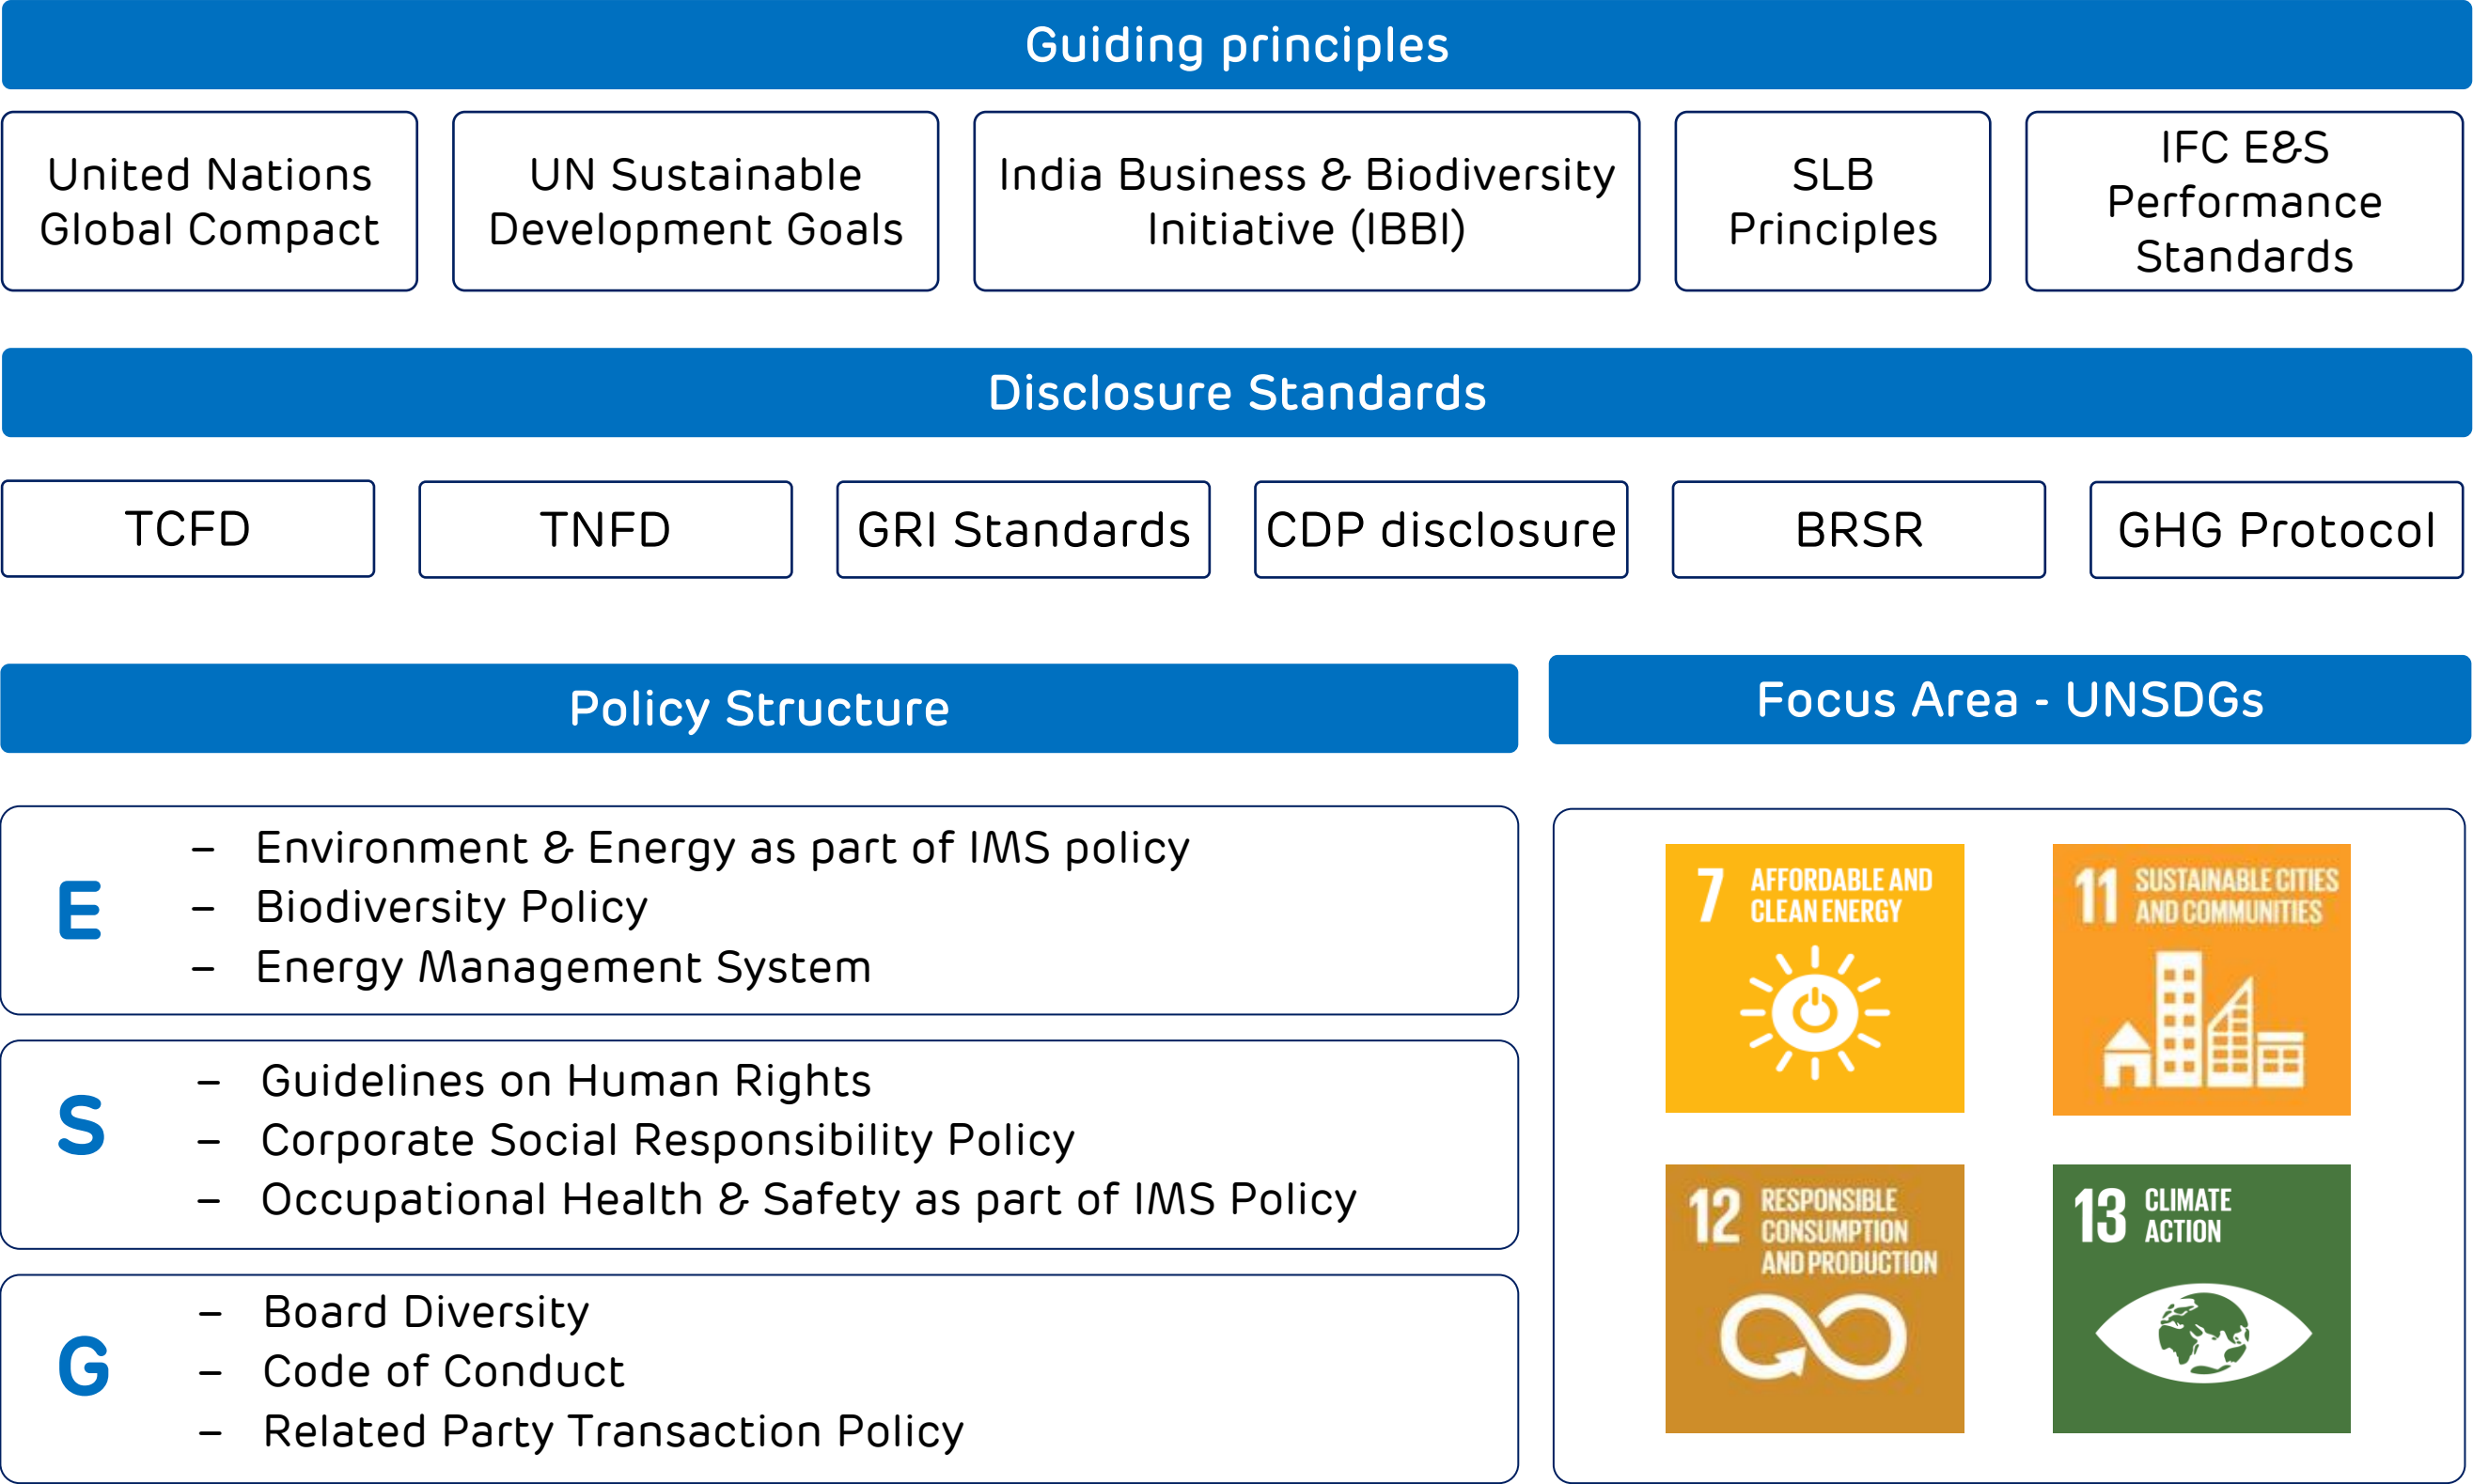 Guiding principles
United Nations
Global Compact
UN Sustainable
Development Goals
India Business & Biodiversity
Initiative (IBBI)
SLB
Principles
IFC E&S
Performance
Standards
Disclosure Standards
TCFD
TNFD
GRI Standards
CDP disclosure
BRSR
GHG Protocol
Policy Structure
E
– Environment & Energy as part of IMS policy
– Biodiversity Policy
– Energy Management System
S
– Guidelines on Human Rights
– Corporate Social Responsibility Policy
– Occupational Health & Safety as part of IMS Policy
G
– Board Diversity
– Code of Conduct
– Related Party Transaction Policy
Focus Area - UNSDGs
7 AFFORDABLE AND
CLEAN ENERGY
11 SUSTAINABLE CITIES
AND COMMUNITIES
12 RESPONSIBLE
CONSUMPTION
AND PRODUCTION
13 CLIMATE
ACTION